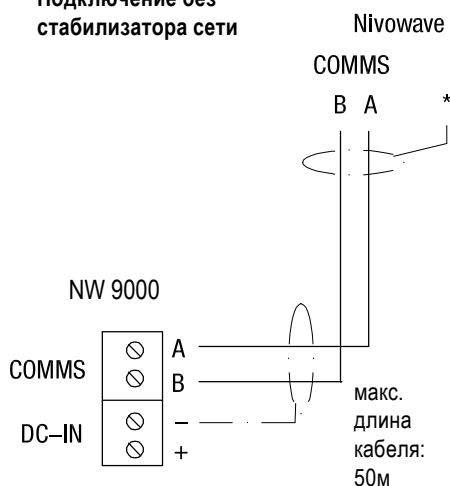 Подключение без
стабилизатора сети
Nivowave
COMMS
B A *
NW 9000
COMMS
A
B
DC–IN
–
+
макс.
длина
кабеля:
50м